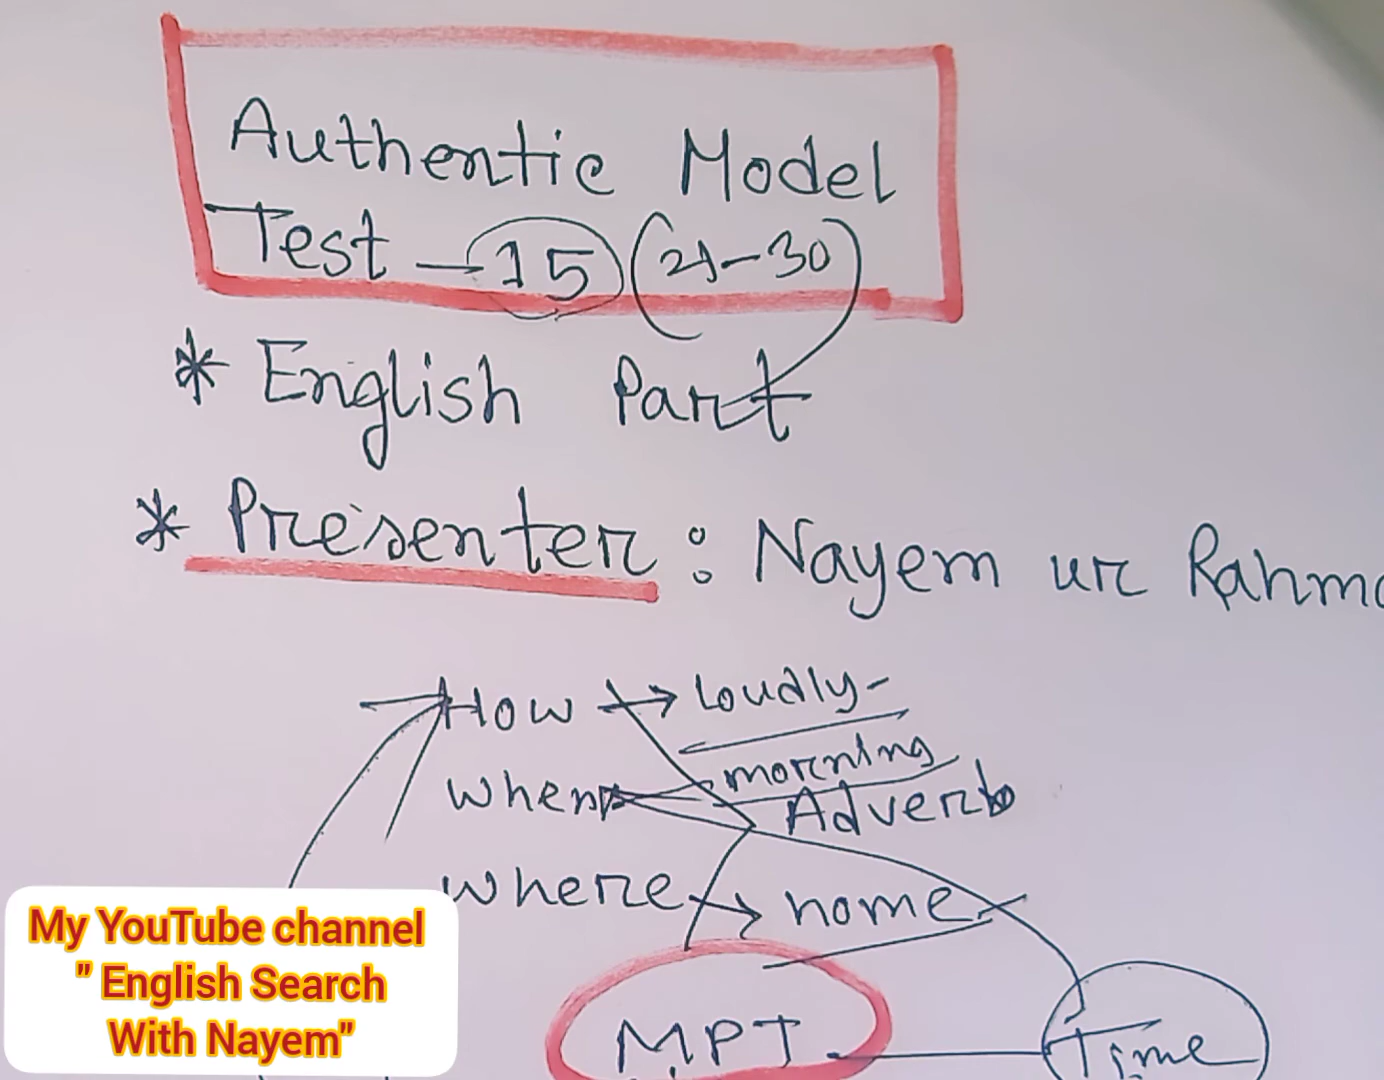 Authentic Model
Test - 15 (21-30)
* English Part
* Presenter : Nayem ur Rahma
How → Loudly-
morning
when
Adverb
where → home
MPT
Time
My YouTube channel
" English Search
With Nayem"